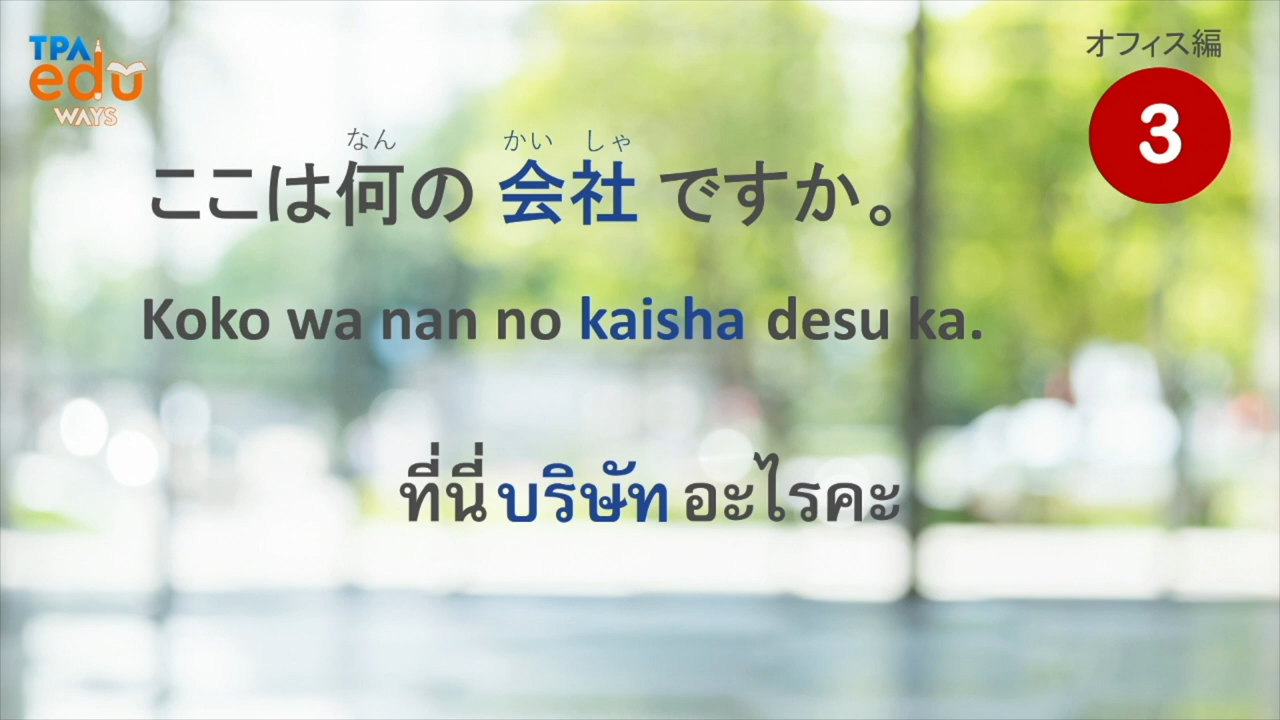 TPA
edu
WAYS
オフィス編
3
なん かい しゃ
ここは何の 会社 ですか。
Koko wa nan no kaisha desu ka.
ที่นี่ บริษัท อะไรคะ